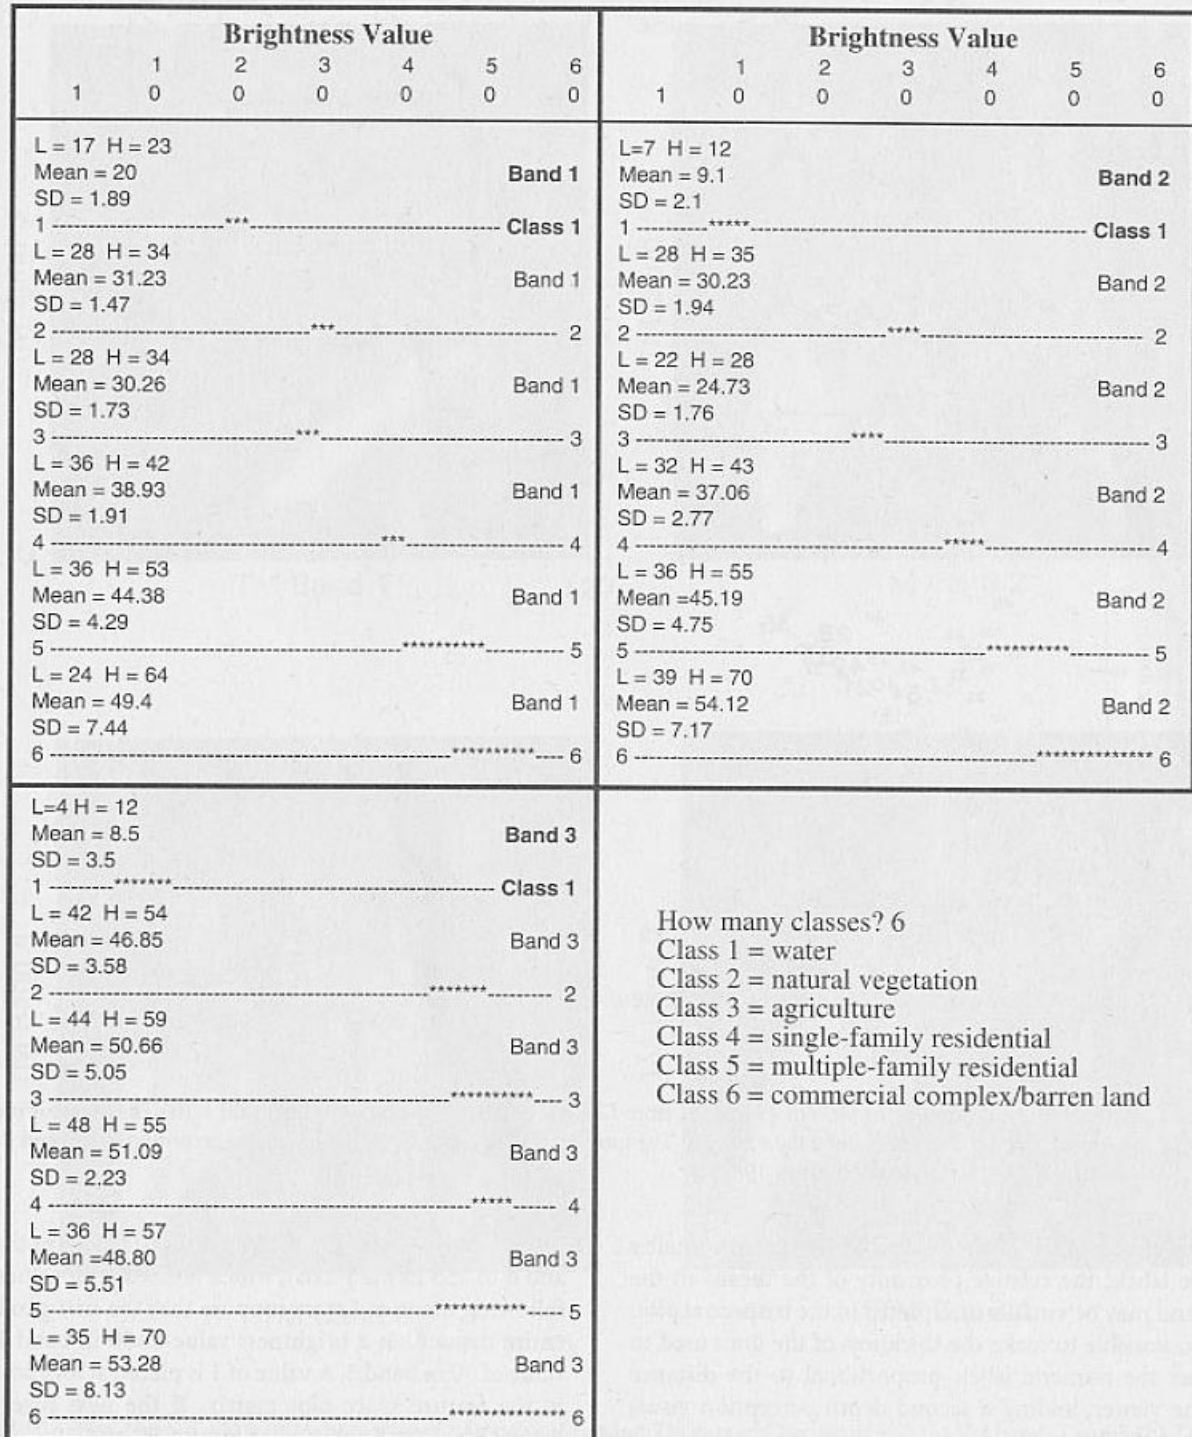 Brightness Value
1 2 3 4 5 6
1 0 0 0 0 0 0
L = 17 H = 23
Mean = 20 Band 1
SD = 1.89
1 ---------------------***------------------------------ Class 1
L = 28 H = 34
Mean = 31.23 Band 1
SD = 1.47
2 --------------------------------***--------------------------- 2
L = 28 H = 34
Mean = 30.26 Band 1
SD = 1.73
3 ------------------------------***----------------------------- 3
L = 36 H = 42
Mean = 38.93 Band 1
SD = 1.91
4 ----------------------------------------***------------------- 4
L = 36 H = 53
Mean = 44.38 Band 1
SD = 4.29
5 -------------------------------------------**********--------- 5
L = 24 H = 64
Mean = 49.4 Band 1
SD = 7.44
6 -------------------------------------------------**********---- 6
Brightness Value
1 2 3 4 5 6
1 0 0 0 0 0 0
L=7 H = 12
Mean = 9.1 Band 2
SD = 2.1
1 ---------*****----------------------------------------- Class 1
L = 28 H = 35
Mean = 30.23 Band 2
SD = 1.94
2 -------------------------------****--------------------------- 2
L = 22 H = 28
Mean = 24.73 Band 2
SD = 1.76
3 --------------------------****-------------------------------- 3
L = 32 H = 43
Mean = 37.06 Band 2
SD = 2.77
4 --------------------------------------*****------------------- 4
L = 36 H = 55
Mean =45.19 Band 2
SD = 4.75
5 -------------------------------------------**********--------- 5
L = 39 H = 70
Mean = 54.12 Band 2
SD = 7.17
6 -------------------------------------------------************** 6
L=4 H = 12
Mean = 8.5 Band 3
SD = 3.5
1 --------*******--------------------------------------- Class 1
L = 42 H = 54
Mean = 46.85 Band 3
SD = 3.58
2 -----------------------------------------------*******--------- 2
L = 44 H = 59
Mean = 50.66 Band 3
SD = 5.05
3 -------------------------------------------------**********---- 3
L = 48 H = 55
Mean = 51.09 Band 3
SD = 2.23
4 ---------------------------------------------------*****------ 4
L = 36 H = 57
Mean =48.80 Band 3
SD = 5.51
5 -----------------------------------------------***********----- 5
L = 35 H = 70
Mean = 53.28 Band 3
SD = 8.13
6 -------------------------------------------------************** 6
How many classes? 6
Class 1 = water
Class 2 = natural vegetation
Class 3 = agriculture
Class 4 = single-family residential
Class 5 = multiple-family residential
Class 6 = commercial complex/barren land